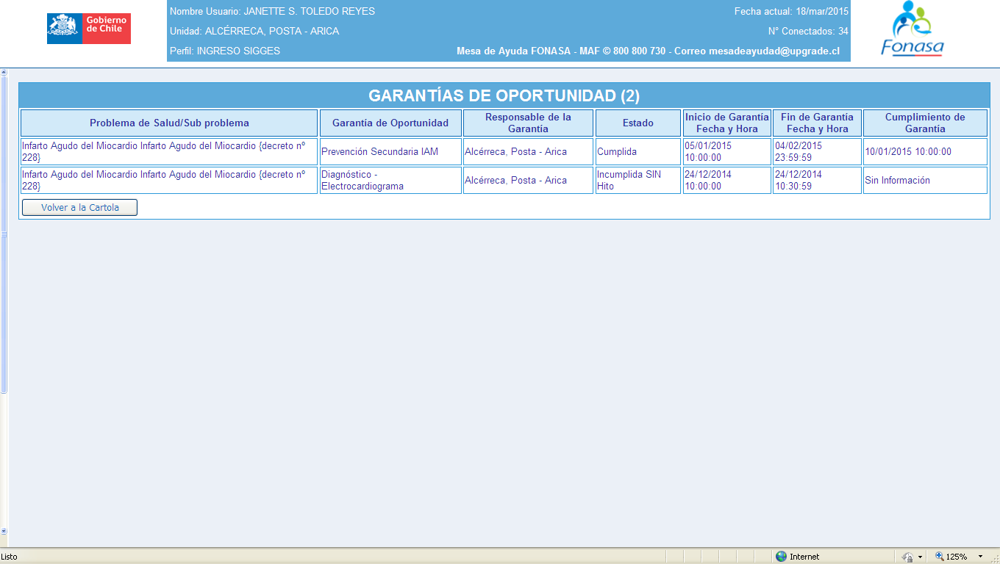 Gobierno
de Chile
Nombre Usuario: JANETTE S. TOLEDO REYES
Fecha actual: 18/mar/2015
Unidad: ALCÉRRECA, POSTA - ARICA
N° Conectados: 34
Perfil: INGRESO SIGGES
Mesa de Ayuda FONASA - MAF © 800 800 730 - Correo mesadeayudad@upgrade.cl
Fonasa
GARANTÍAS DE OPORTUNIDAD (2)
Problema de Salud/Sub problema
Garantía de Oportunidad
Responsable de la
Garantía
Estado
Inicio de Garantía
Fecha y Hora
Fin de Garantía
Fecha y Hora
Cumplimiento de
Garantía
Infarto Agudo del Miocardio Infarto Agudo del Miocardio {decreto nº
228}
Prevención Secundaria IAM
Alcérreca, Posta - Arica
Cumplida
05/01/2015
10:00:00
04/02/2015
23:59:59
10/01/2015 10:00:00
Infarto Agudo del Miocardio Infarto Agudo del Miocardio {decreto nº
228}
Diagnóstico -
Electrocardiograma
Alcérreca, Posta - Arica
Incumplida SIN
Hito
24/12/2014
10:00:00
24/12/2014
10:30:59
Sin Información
Volver a la Cartola
Listo
Internet
125%